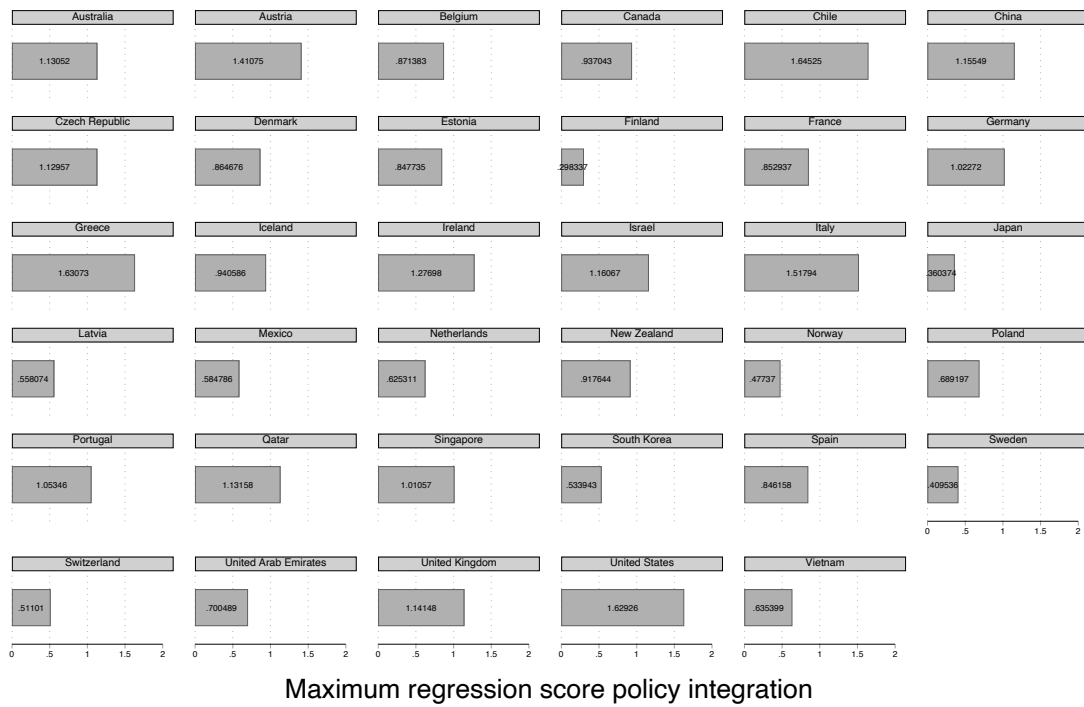 Australia Austria Belgium Canada Chile China
1.13052 1.41075 .871383 .937043 1.64525 1.15549
Czech Republic Denmark Estonia Finland France Germany
1.12957 .864676 .847735 .298337 .852937 1.02272
Greece Iceland Ireland Israel Italy Japan
1.63073 .940586 1.27698 1.16067 1.51794 .360374
Latvia Mexico Netherlands New Zealand Norway Poland
.558074 .584786 .625311 .917644 .47737 .689197
Portugal Qatar Singapore South Korea Spain Sweden
1.05346 1.13158 1.01057 .533943 .846158 .409536
0 .5 1 1.5 2
Switzerland United Arab Emirates United Kingdom United States Vietnam
.51101 .700489 1.14148 1.62926 .635399
0 .5 1 1.5 2 0 .5 1 1.5 2 0 .5 1 1.5 2 0 .5 1 1.5 2 0 .5 1 1.5 2
Maximum regression score policy integration